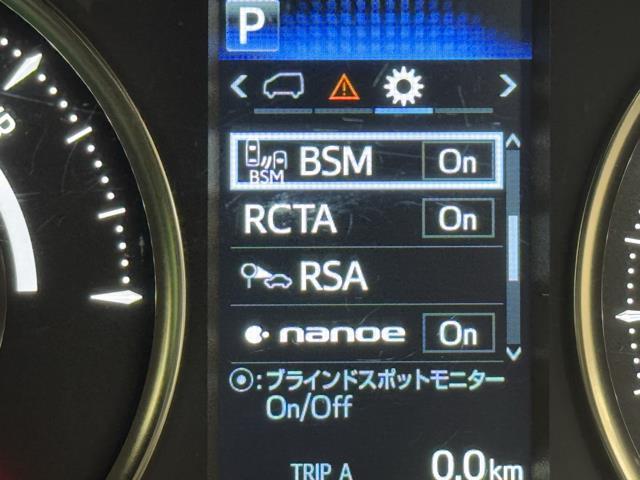 P
BSM
BSM On
RCTA On
RSA
nanoe On
:ブラインドスポットモニター
On/Off
TRIP A 0.0km